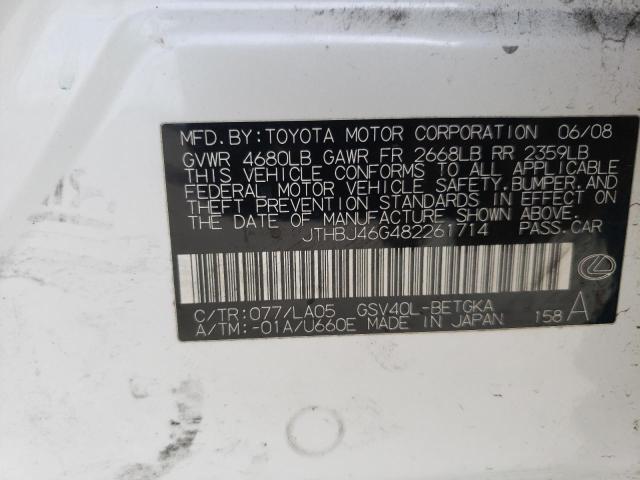 MFD. BY: TOYOTA MOTOR CORPORATION 06/08
GVWR 4680LB GAWR FR 2668LB RR 2359LB
THIS VEHICLE CONFORMS TO ALL APPLICABLE
FEDERAL MOTOR VEHICLE SAFETY, BUMPER, AND
THEFT PREVENTION STANDARDS IN EFFECT ON
THE DATE OF MANUFACTURE SHOWN ABOVE.
JTHBJ46G482261714 PASS. CAR
C/TR: 077/LA05 GSV40L-BETGKA
A/TM: -01A/U660E MADE IN JAPAN 158 A